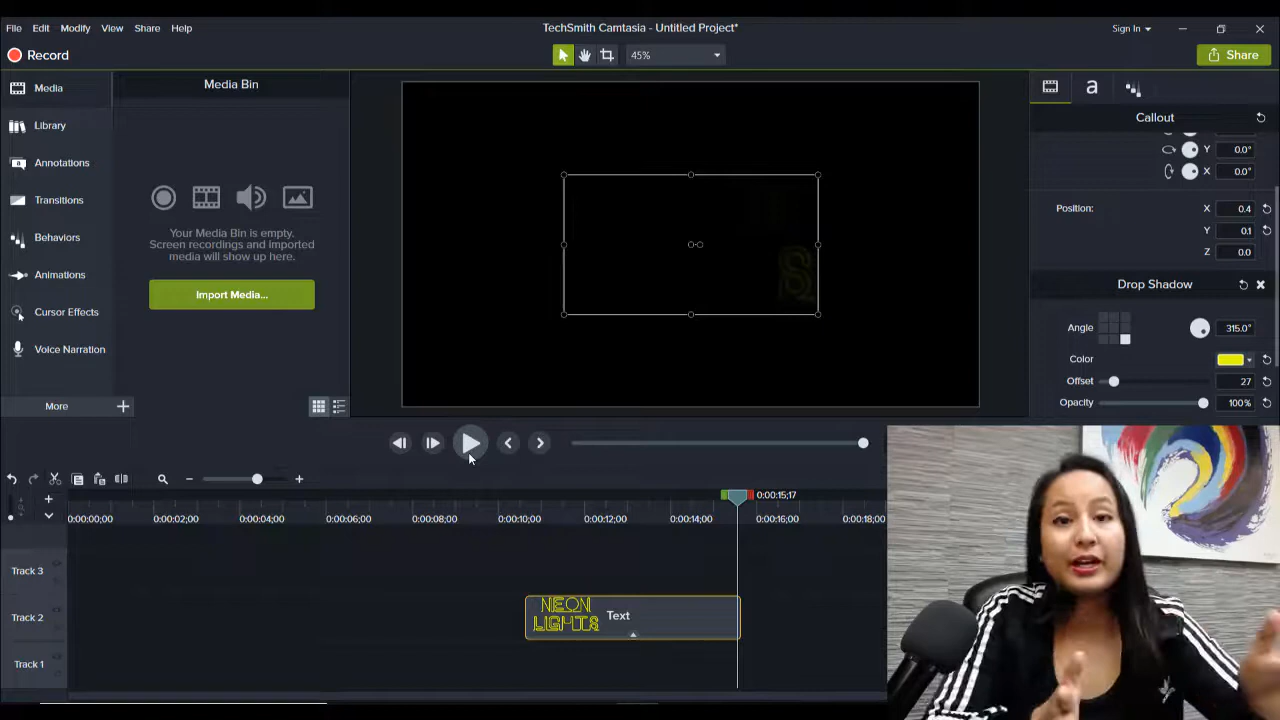 File Edit Modify View Share Help
TechSmith Camtasia - Untitled Project*
Sign In
Record
45%
Share
Media
Library
Annotations
Transitions
Behaviors
Animations
Cursor Effects
Voice Narration
More
Media Bin
Your Media Bin is empty.
Screen recordings and imported
media will show up here.
Import Media...
S
a
Callout
Y 0.0°
X 0.0°
Position: X 0.4
Y 0.1
Z 0.0
Drop Shadow
Angle 315.0°
Color
Offset 27
Opacity 100%
0:00:15;17
0:00:00;00 0:00:02;00 0:00:04;00 0:00:06;00 0:00:08;00 0:00:10;00 0:00:12;00 0:00:14;00 0:00:16;00 0:00:18;00
Track 3
Track 2
NEON
LIGHTS
Text
Track 1